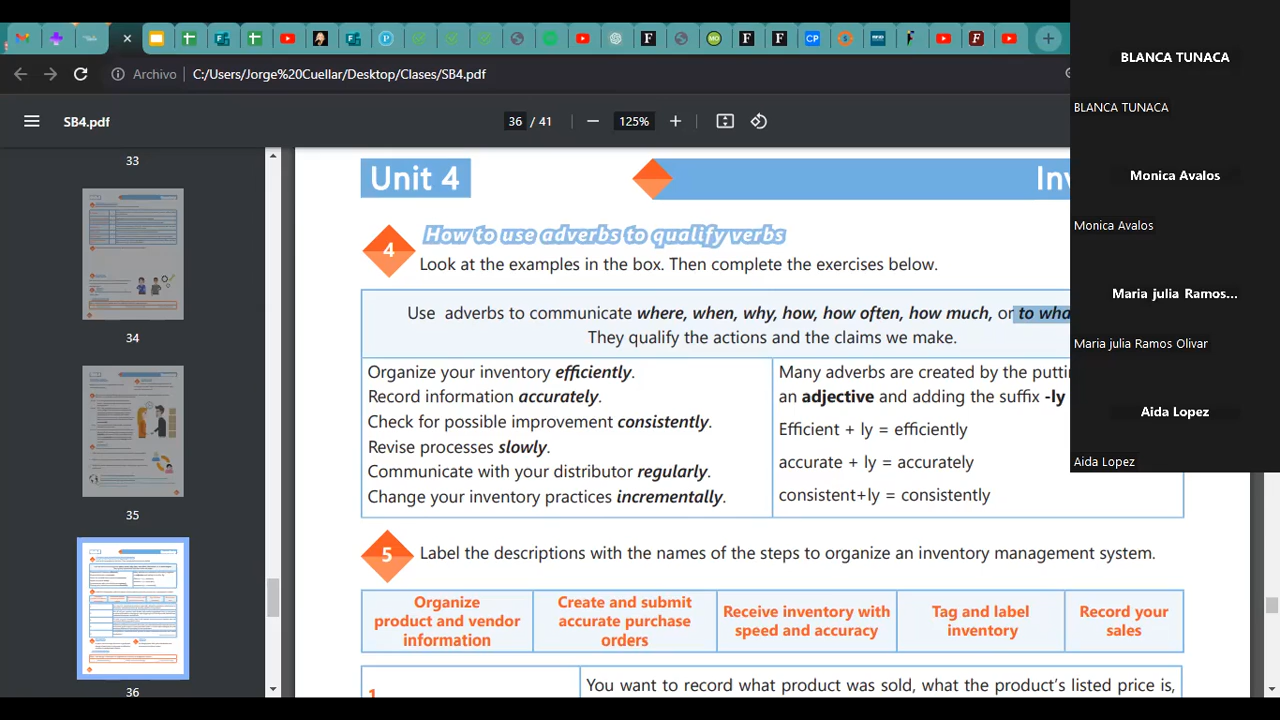 Archivo
C:/Users/Jorge%20Cuellar/Desktop/Clases/SB4.pdf
SB4.pdf
36 / 41
125%
33
34
35
36
Unit 4
4
How to use adverbs to qualify verbs
Look at the examples in the box. Then complete the exercises below.
Use adverbs to communicate where, when, why, how, how often, how much, or to wha
They qualify the actions and the claims we make.
Organize your inventory efficiently.
Record information accurately.
Check for possible improvement consistently.
Revise processes slowly.
Communicate with your distributor regularly.
Change your inventory practices incrementally.
Many adverbs are created by the putti
an adjective and adding the suffix -ly
Efficient + ly = efficiently
accurate + ly = accurately
consistent+ly = consistently
5
Label the descriptions with the names of the steps to organize an inventory management system.
Organize
product and vendor
information
Create and submit
accurate purchase
orders
Receive inventory with
speed and accuracy
Tag and label
inventory
Record your
sales
1
You want to record what product was sold, what the product's listed price is,
BLANCA TUNACA
BLANCA TUNACA
Monica Avalos
Monica Avalos
Maria julia Ramos...
Maria julia Ramos Olivar
Aida Lopez
Aida Lopez